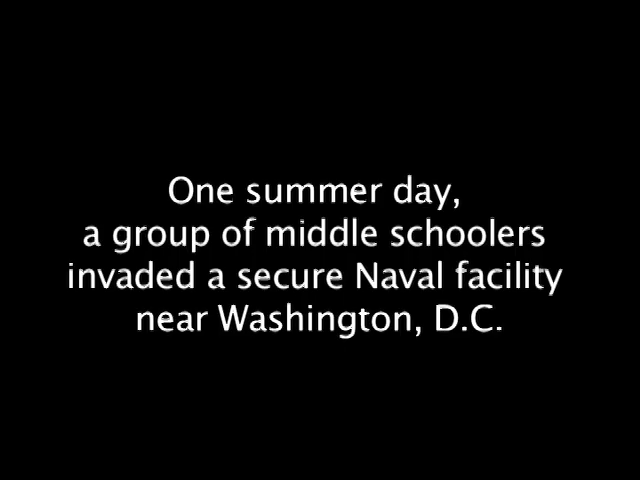 One summer day,
a group of middle schoolers
invaded a secure Naval facility
near Washington, D.C.